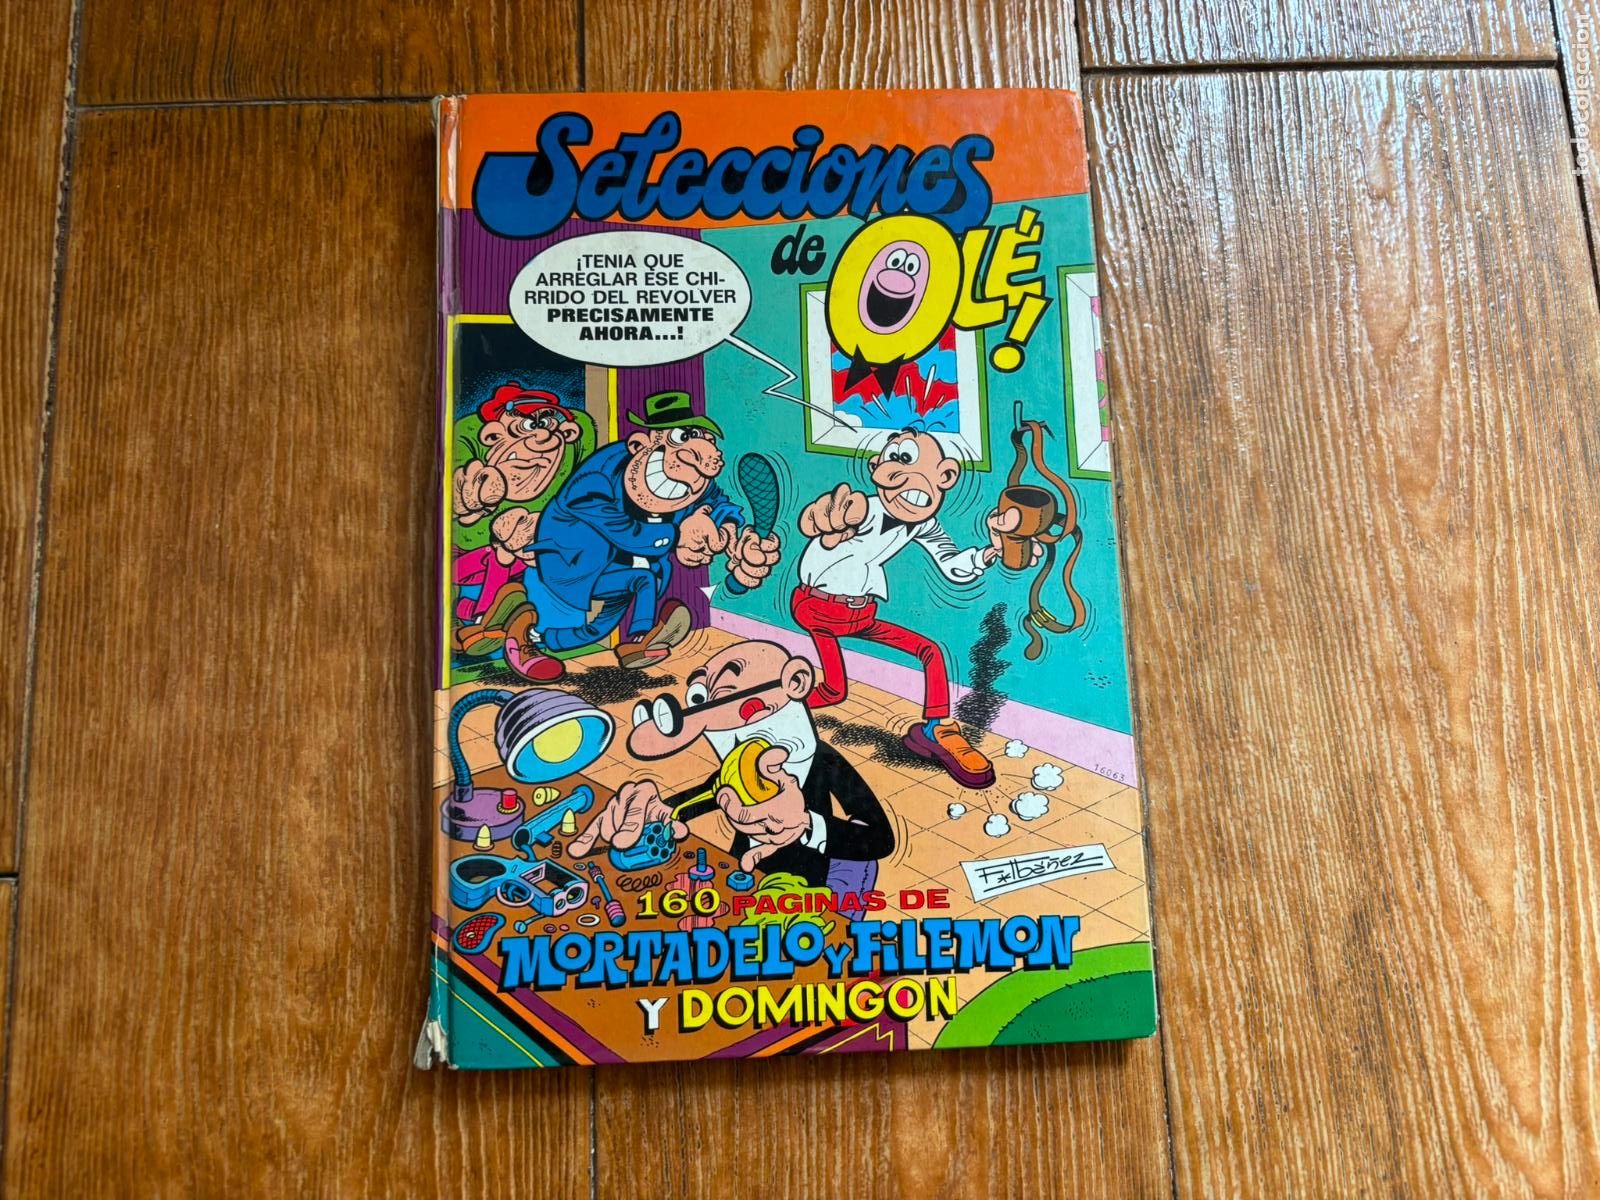 Selecciones
de OLÉ!
¡TENIA QUE
ARREGLAR ESE CHI-
RRIDO DEL REVOLVER
PRECISAMENTE
AHORA...!
16063
F. Ibáñez
160 PAGINAS DE
MORTADELO Y FILEMON
Y DOMINGON
todocoleccion